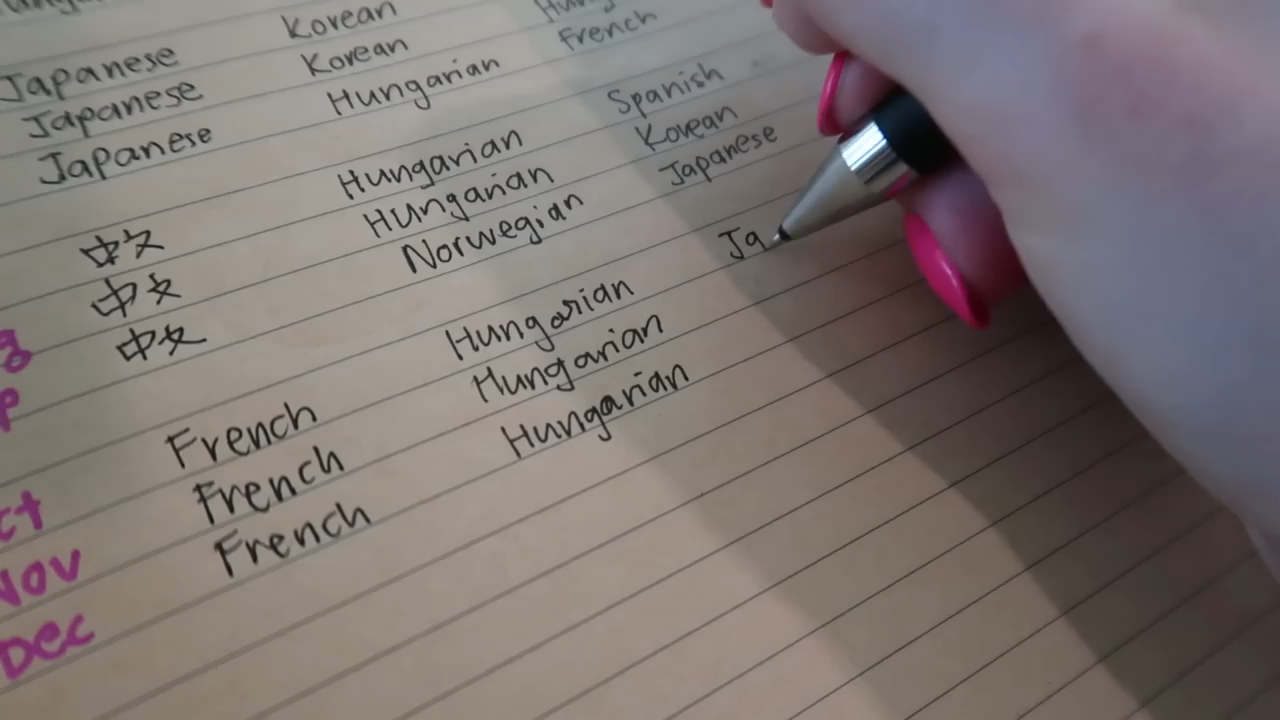 Japanese Korean
Japanese Korean
Japanese Hungarian French
中文 Hungarian Spanish
g 中文 Hungarian Korean
p 中文 Norwegian Japanese
ct French Hungarian Ja
Nov French Hungarian
Dec French Hungarian